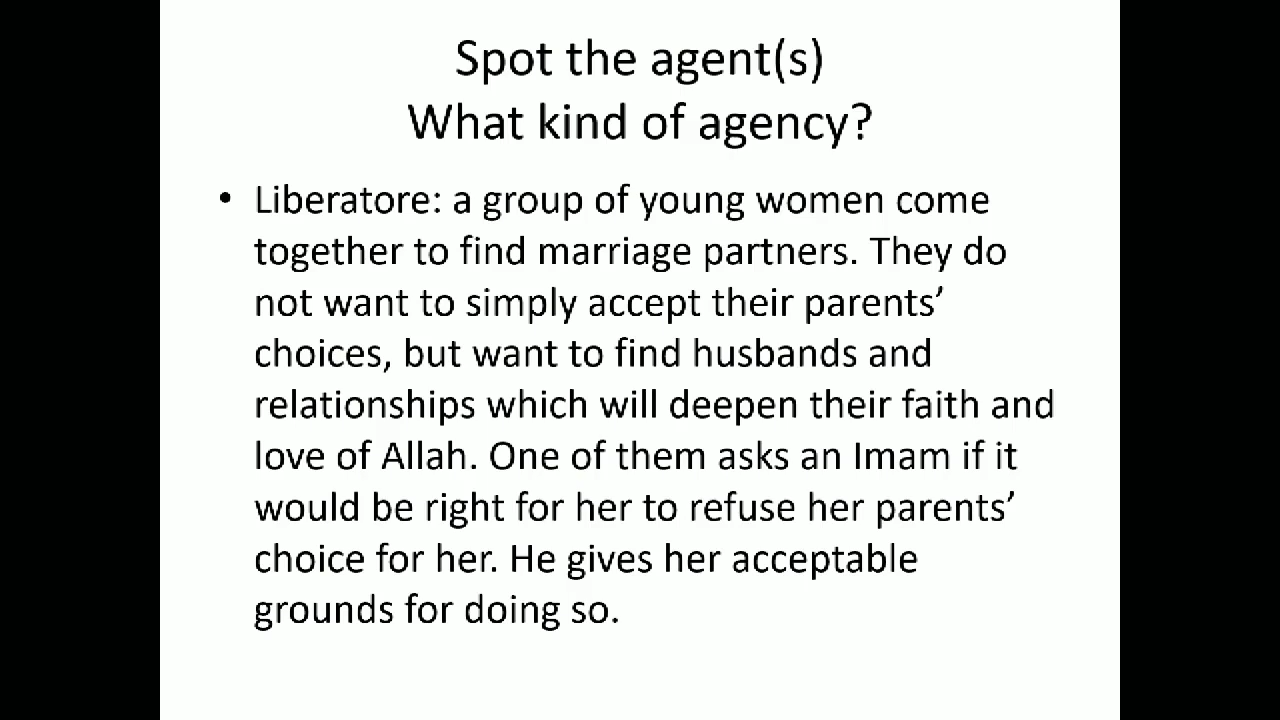 Spot the agent(s)
What kind of agency?
• Liberatore: a group of young women come
together to find marriage partners. They do
not want to simply accept their parents’
choices, but want to find husbands and
relationships which will deepen their faith and
love of Allah. One of them asks an Imam if it
would be right for her to refuse her parents’
choice for her. He gives her acceptable
grounds for doing so.